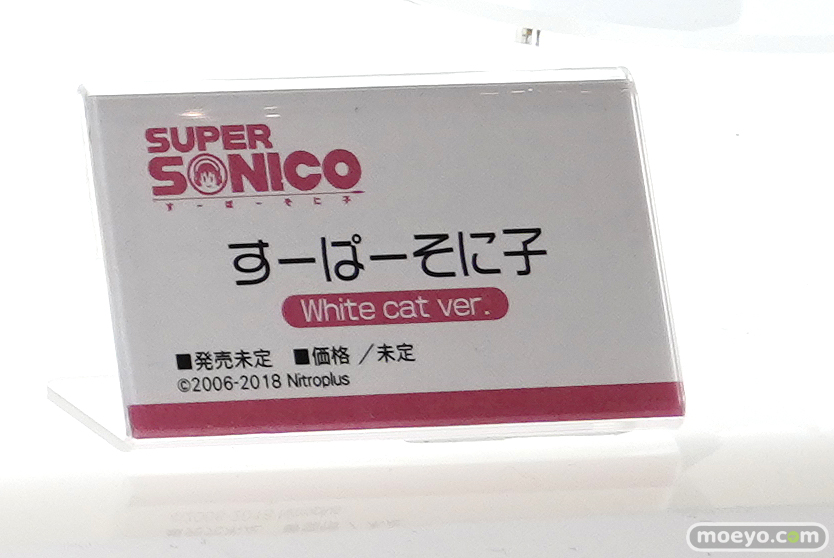 SUPER
SONICO
すーぱーそに子
すーぱーそに子
White cat ver.
■発売未定 ■価格／未定
©2006-2018 Nitroplus
moeyo.com